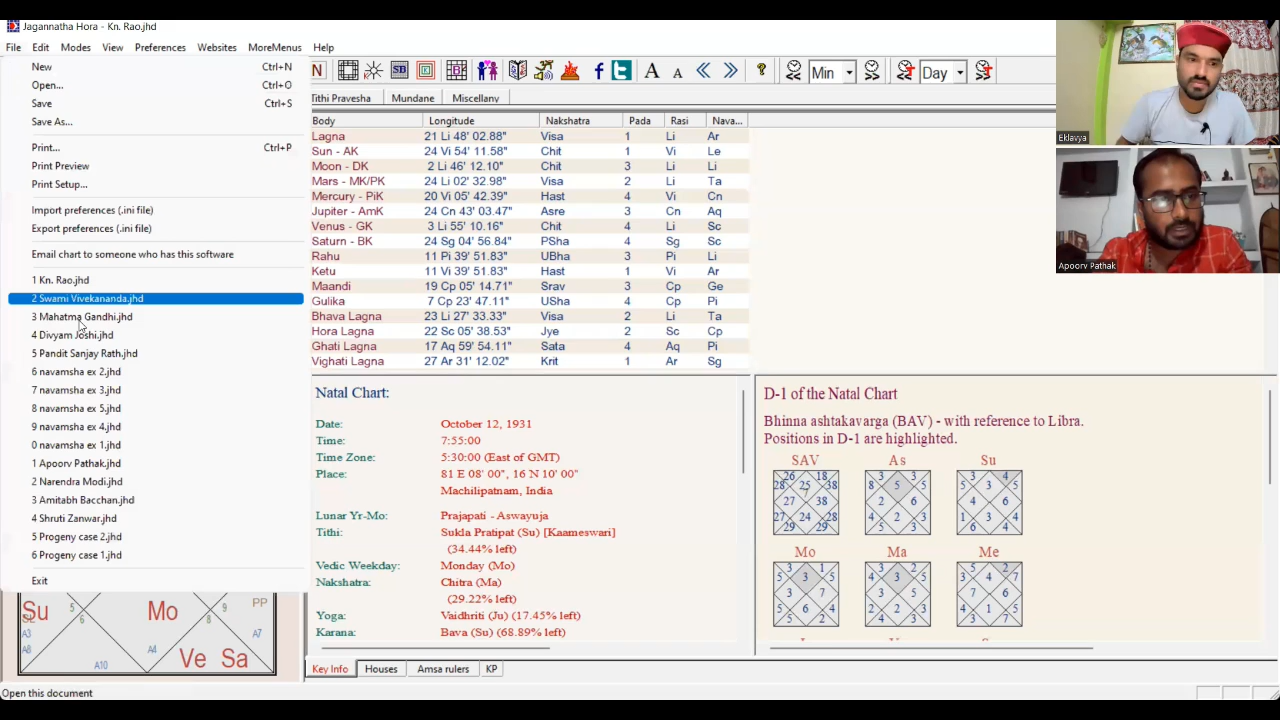 Jagannatha Hora - Kn. Rao.jhd
File Edit Modes View Preferences Websites MoreMenus Help
New Ctrl+N
Open... Ctrl+O
Save Ctrl+S
Save As...
Print... Ctrl+P
Print Preview
Print Setup...
Import preferences (.ini file)
Export preferences (.ini file)
Email chart to someone who has this software
1 Kn. Rao.jhd
2 Swami Vivekananda.jhd
3 Mahatma Gandhi.jhd
4 Divyam Joshi.jhd
5 Pandit Sanjay Rath.jhd
6 navamsha ex 2.jhd
7 navamsha ex 3.jhd
8 navamsha ex 5.jhd
9 navamsha ex 4.jhd
0 navamsha ex 1.jhd
1 Apoorv Pathak.jhd
2 Narendra Modi.jhd
3 Amitabh Bacchan.jhd
4 Shruti Zanwar.jhd
5 Progeny case 2.jhd
6 Progeny case 1.jhd
Exit
N SB A A Min Day
Tithi Pravesha Mundane Miscellany
Body Longitude Nakshatra Pada Rasi Nava...
Lagna 21 Li 48' 02.88" Visa 1 Li Ar
Sun - AK 24 Vi 54' 11.58" Chit 1 Vi Le
Moon - DK 2 Li 46' 12.10" Chit 3 Li Li
Mars - MK/PK 24 Li 02' 32.98" Visa 2 Li Ta
Mercury - PiK 20 Vi 05' 42.39" Hast 4 Vi Cn
Jupiter - AmK 24 Cn 43' 03.47" Asre 3 Cn Aq
Venus - GK 3 Li 55' 10.16" Chit 4 Li Sc
Saturn - BK 24 Sg 04' 56.84" PSha 4 Sg Sc
Rahu 11 Pi 39' 51.83" UBha 3 Pi Li
Ketu 11 Vi 39' 51.83" Hast 1 Vi Ar
Maandi 19 Cp 05' 14.71" Srav 3 Cp Ge
Gulika 7 Cp 23' 47.11" USha 4 Cp Pi
Bhava Lagna 23 Li 27' 33.33" Visa 2 Li Ta
Hora Lagna 22 Sc 05' 38.53" Jye 2 Sc Cp
Ghati Lagna 17 Aq 59' 54.11" Sata 4 Aq Pi
Vighati Lagna 27 Ar 31' 12.02" Krit 1 Ar Sg
Natal Chart:
Date: October 12, 1931
Time: 7:55:00
Time Zone: 5:30:00 (East of GMT)
Place: 81 E 08' 00", 16 N 10' 00"
Machilipatnam, India
Lunar Yr-Mo: Prajapati - Aswayuja
Tithi: Sukla Pratipat (Su) [Kaameswari]
(34.44% left)
Vedic Weekday: Monday (Mo)
Nakshatra: Chitra (Ma)
(29.22% left)
Yoga: Vaidhriti (Ju) (17.45% left)
Karana: Bava (Su) (68.89% left)
D-1 of the Natal Chart
Bhinna ashtakavarga (BAV) - with reference to Libra.
Positions in D-1 are highlighted.
SAV As Su
Mo Ma Me
Su 5 6 Mo 9 8 PP
A3
A8 A10 A4 Ve Sa A7
Key Info Houses Amsa rulers KP
Open this document
Eklavya
Apoorv Pathak